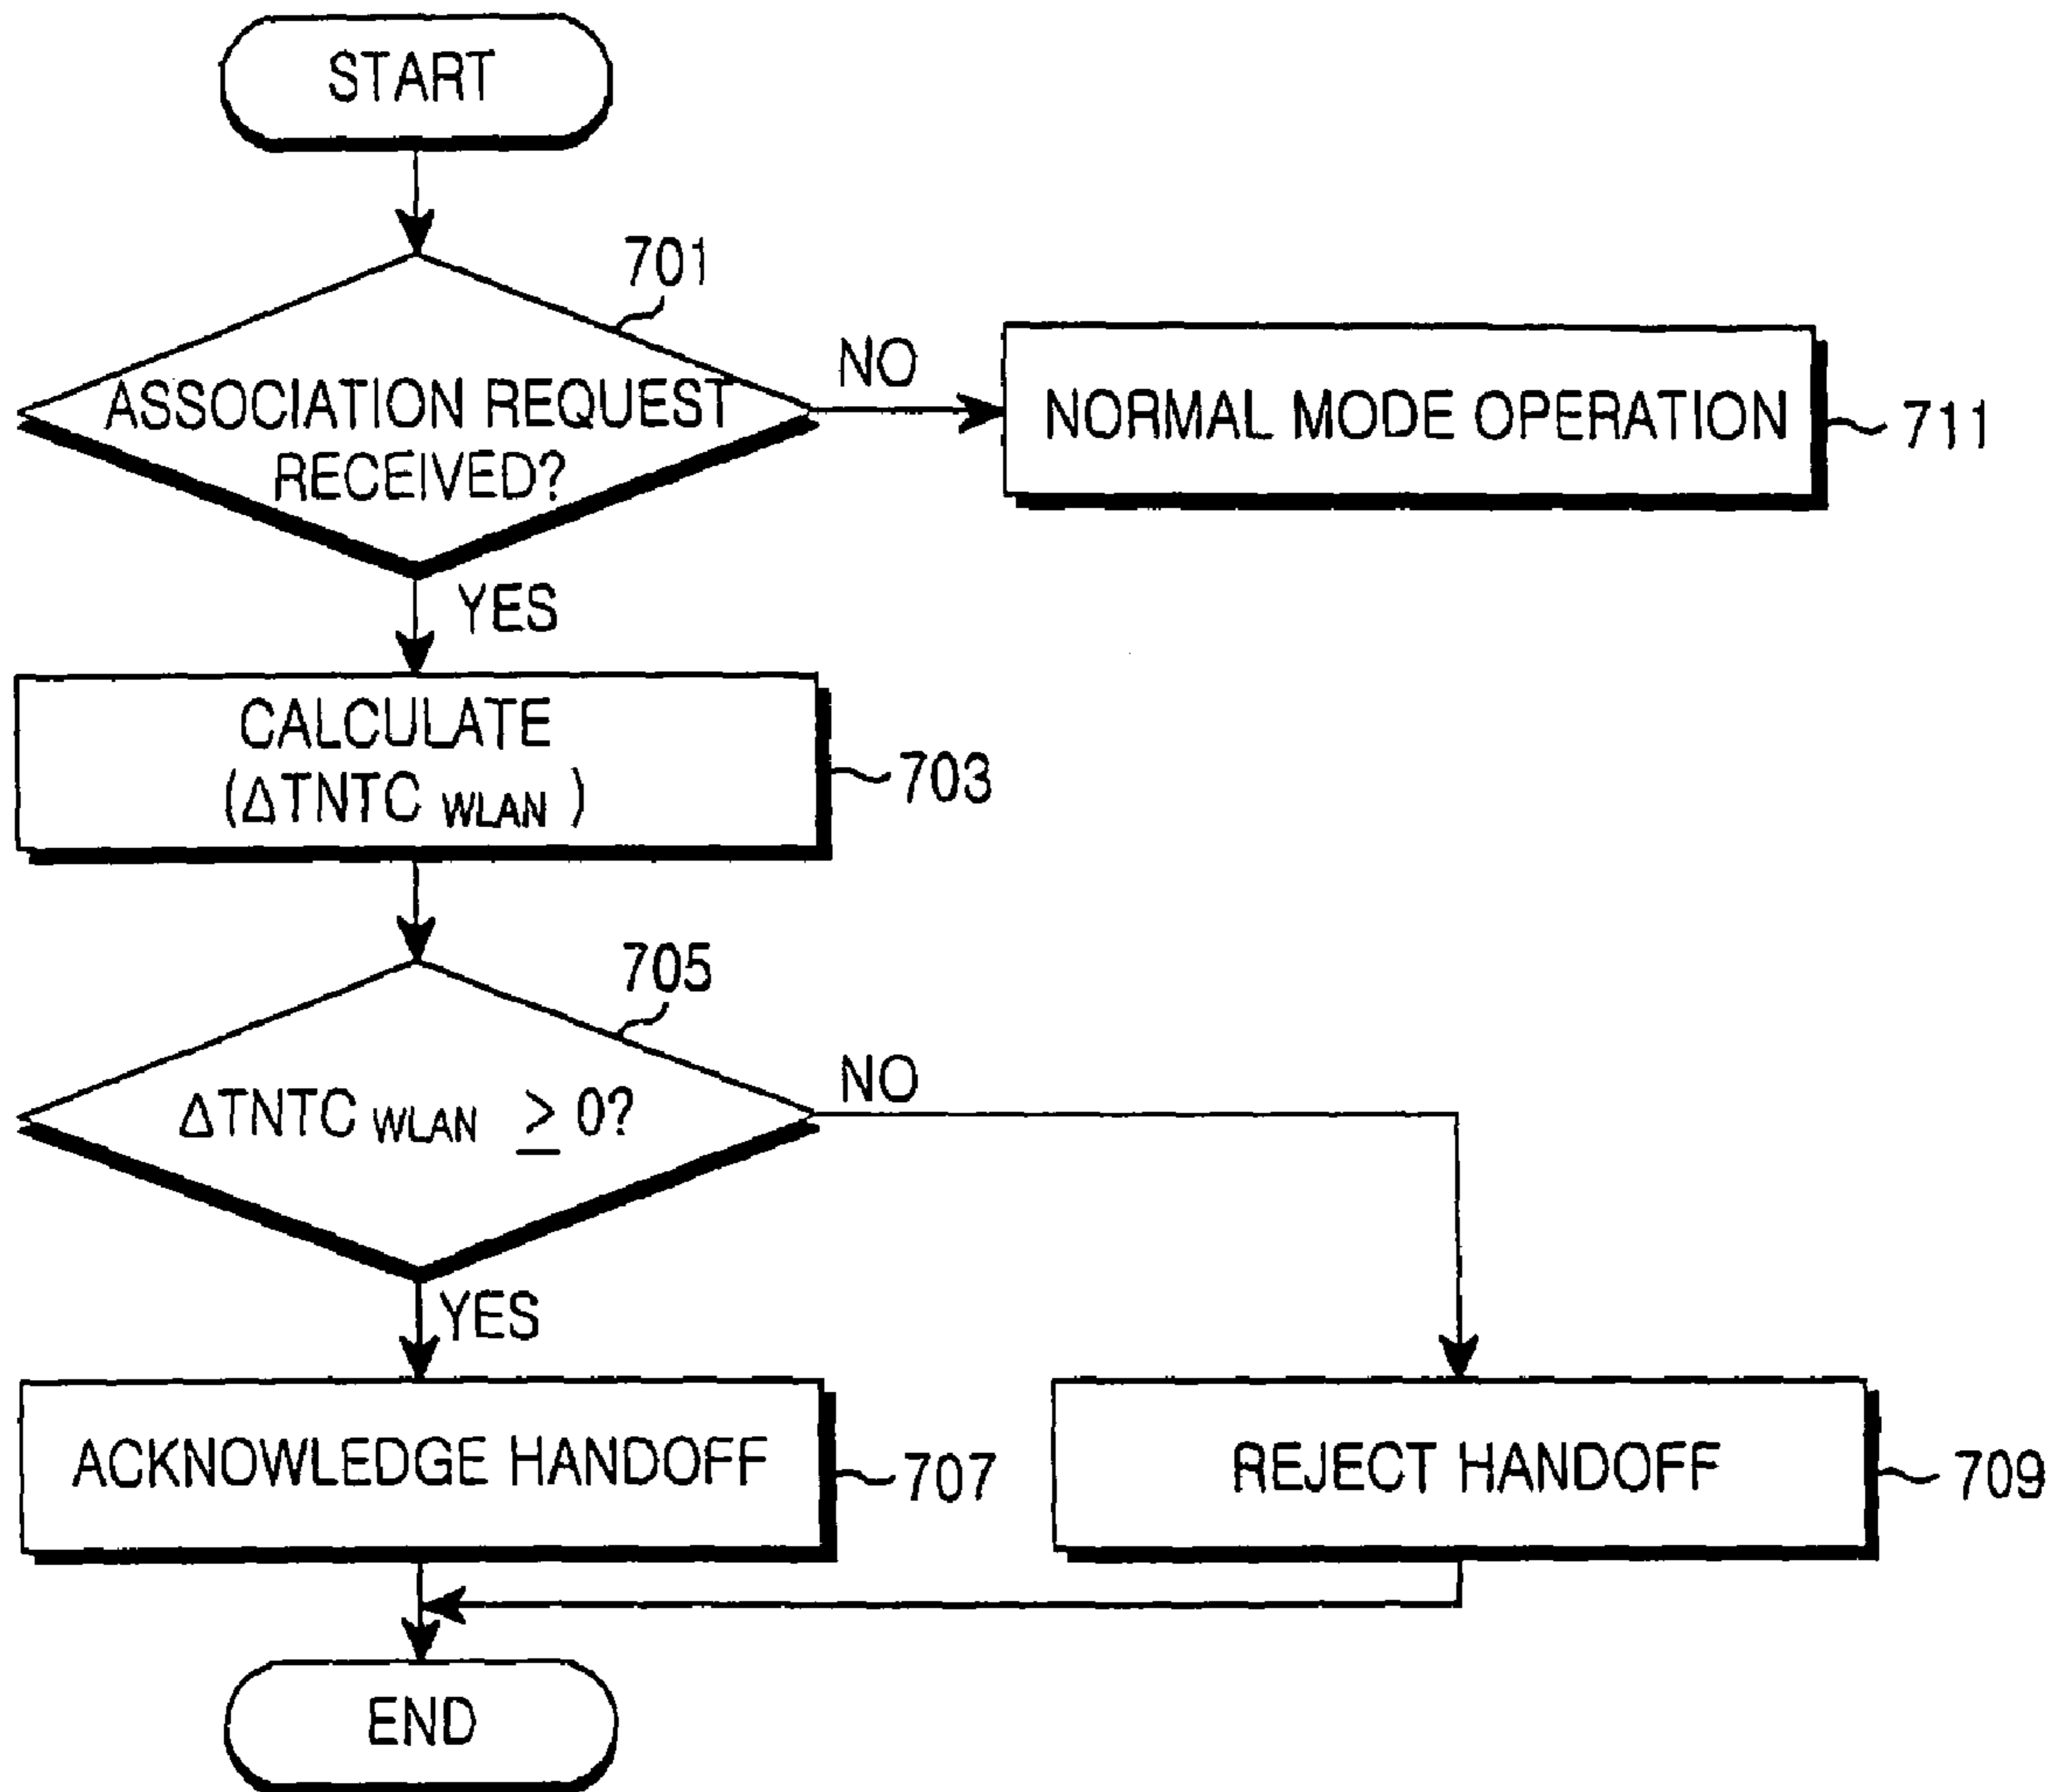 START
701
ASSOCIATION REQUEST
RECEIVED?
NO
NORMAL MODE OPERATION
711
YES
CALCULATE
(ΔTNTC WLAN )
703
705
ΔTNTC WLAN ≥ 0?
NO
YES
ACKNOWLEDGE HANDOFF
707
REJECT HANDOFF
709
END